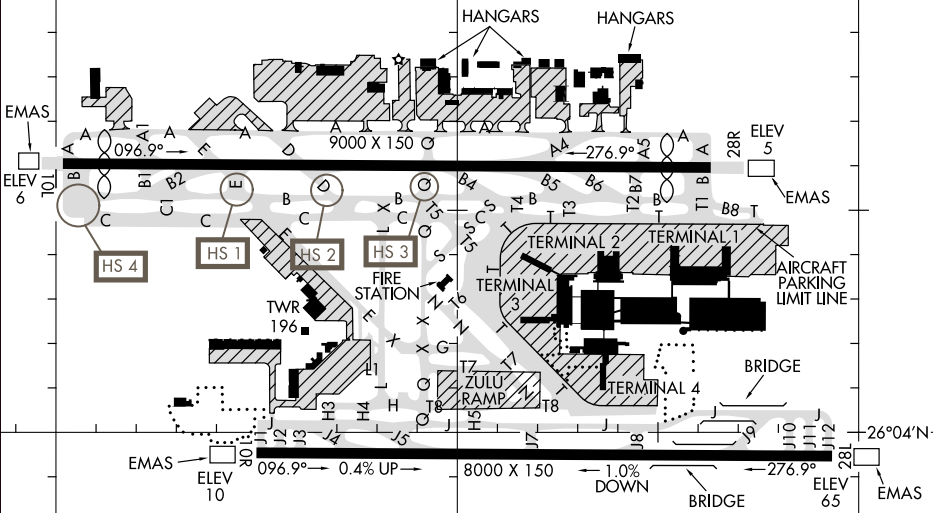 HANGARS
HANGARS
EMAS
ELEV
5
EMAS
A
A
A1
A
A
A
9000 X 150
Q
A
A4
A5
A
A
28R
096.9°
E
D
276.9°
ELEV
6
10L
B
B1
B2
E
D
B
B
Q
B4
B5
B6
B7
B
T1
T2
T3
T4
B8
T
C
C1
C
C
C
X
L
T5
Q
S
C
S
T5
S
T
T
T
HS 4
HS 1
HS 2
HS 3
E
E
TERMINAL 2
TERMINAL 1
FIRE
STATION
TERMINAL
3
T
AIRCRAFT
PARKING
LIMIT LINE
TWR
196
E
X
X
X
N
T6
N
Z
G
T
T7
L1
L
T7
ZULU
RAMP
N
T
TERMINAL 4
BRIDGE
H3
H4
H
Q
Q
T8
H5
T8
J
J
J1
J2
J3
J4
J5
J7
J8
J9
J10
J11
J12
26°04'N
EMAS
10R
096.9°
0.4% UP
8000 X 150
1.0%
DOWN
276.9°
28L
ELEV
10
BRIDGE
ELEV
65
EMAS